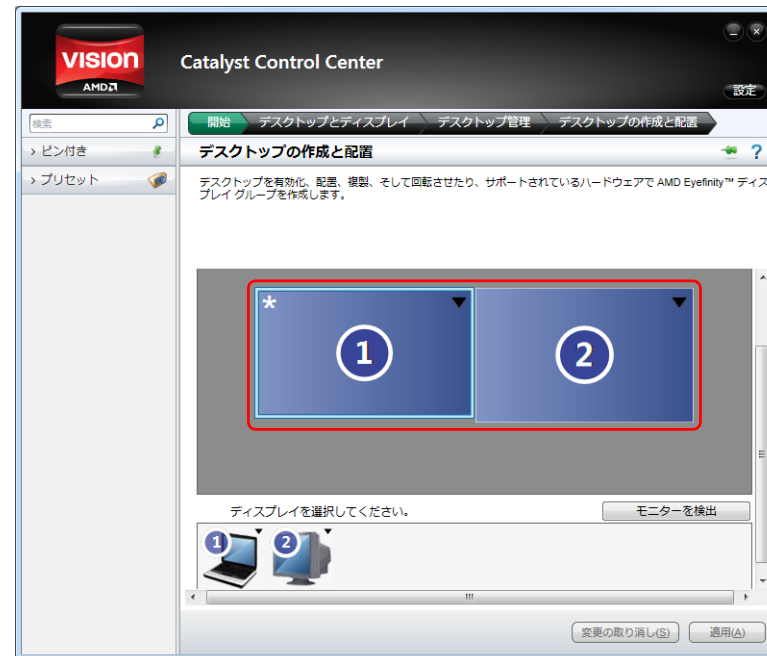 VISION
AMD
Catalyst Control Center
設定
検索
開始 デスクトップとディスプレイ デスクトップ管理 デスクトップの作成と配置
ピン付き
デスクトップの作成と配置
?
プリセット
デスクトップを有効化、配置、複製、そして回転させたり、サポートされているハードウェアで AMD Eyefinity™ ディス
プレイ グループを作成します。
*
1
2
ディスプレイを選択してください。
モニターを検出
1
2
変更の取り消し(S)
適用(A)